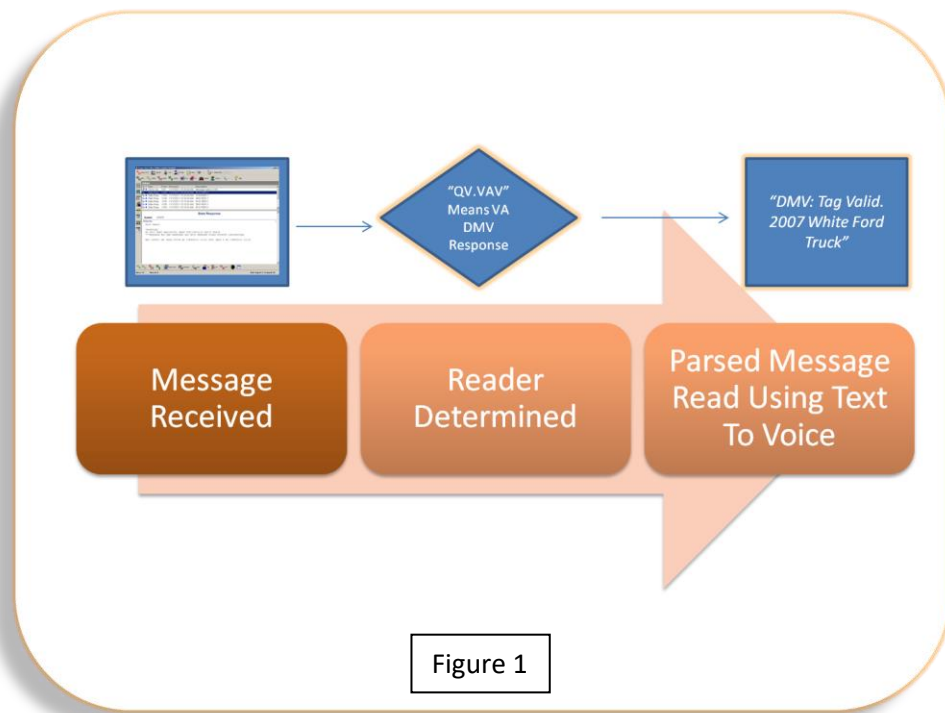 "QV.VAV"
Means VA
DMV
Response
"DMV: Tag Valid.
2007 White Ford
Truck"
Message
Received
Reader
Determined
Parsed Message
Read Using Text
To Voice
Figure 1